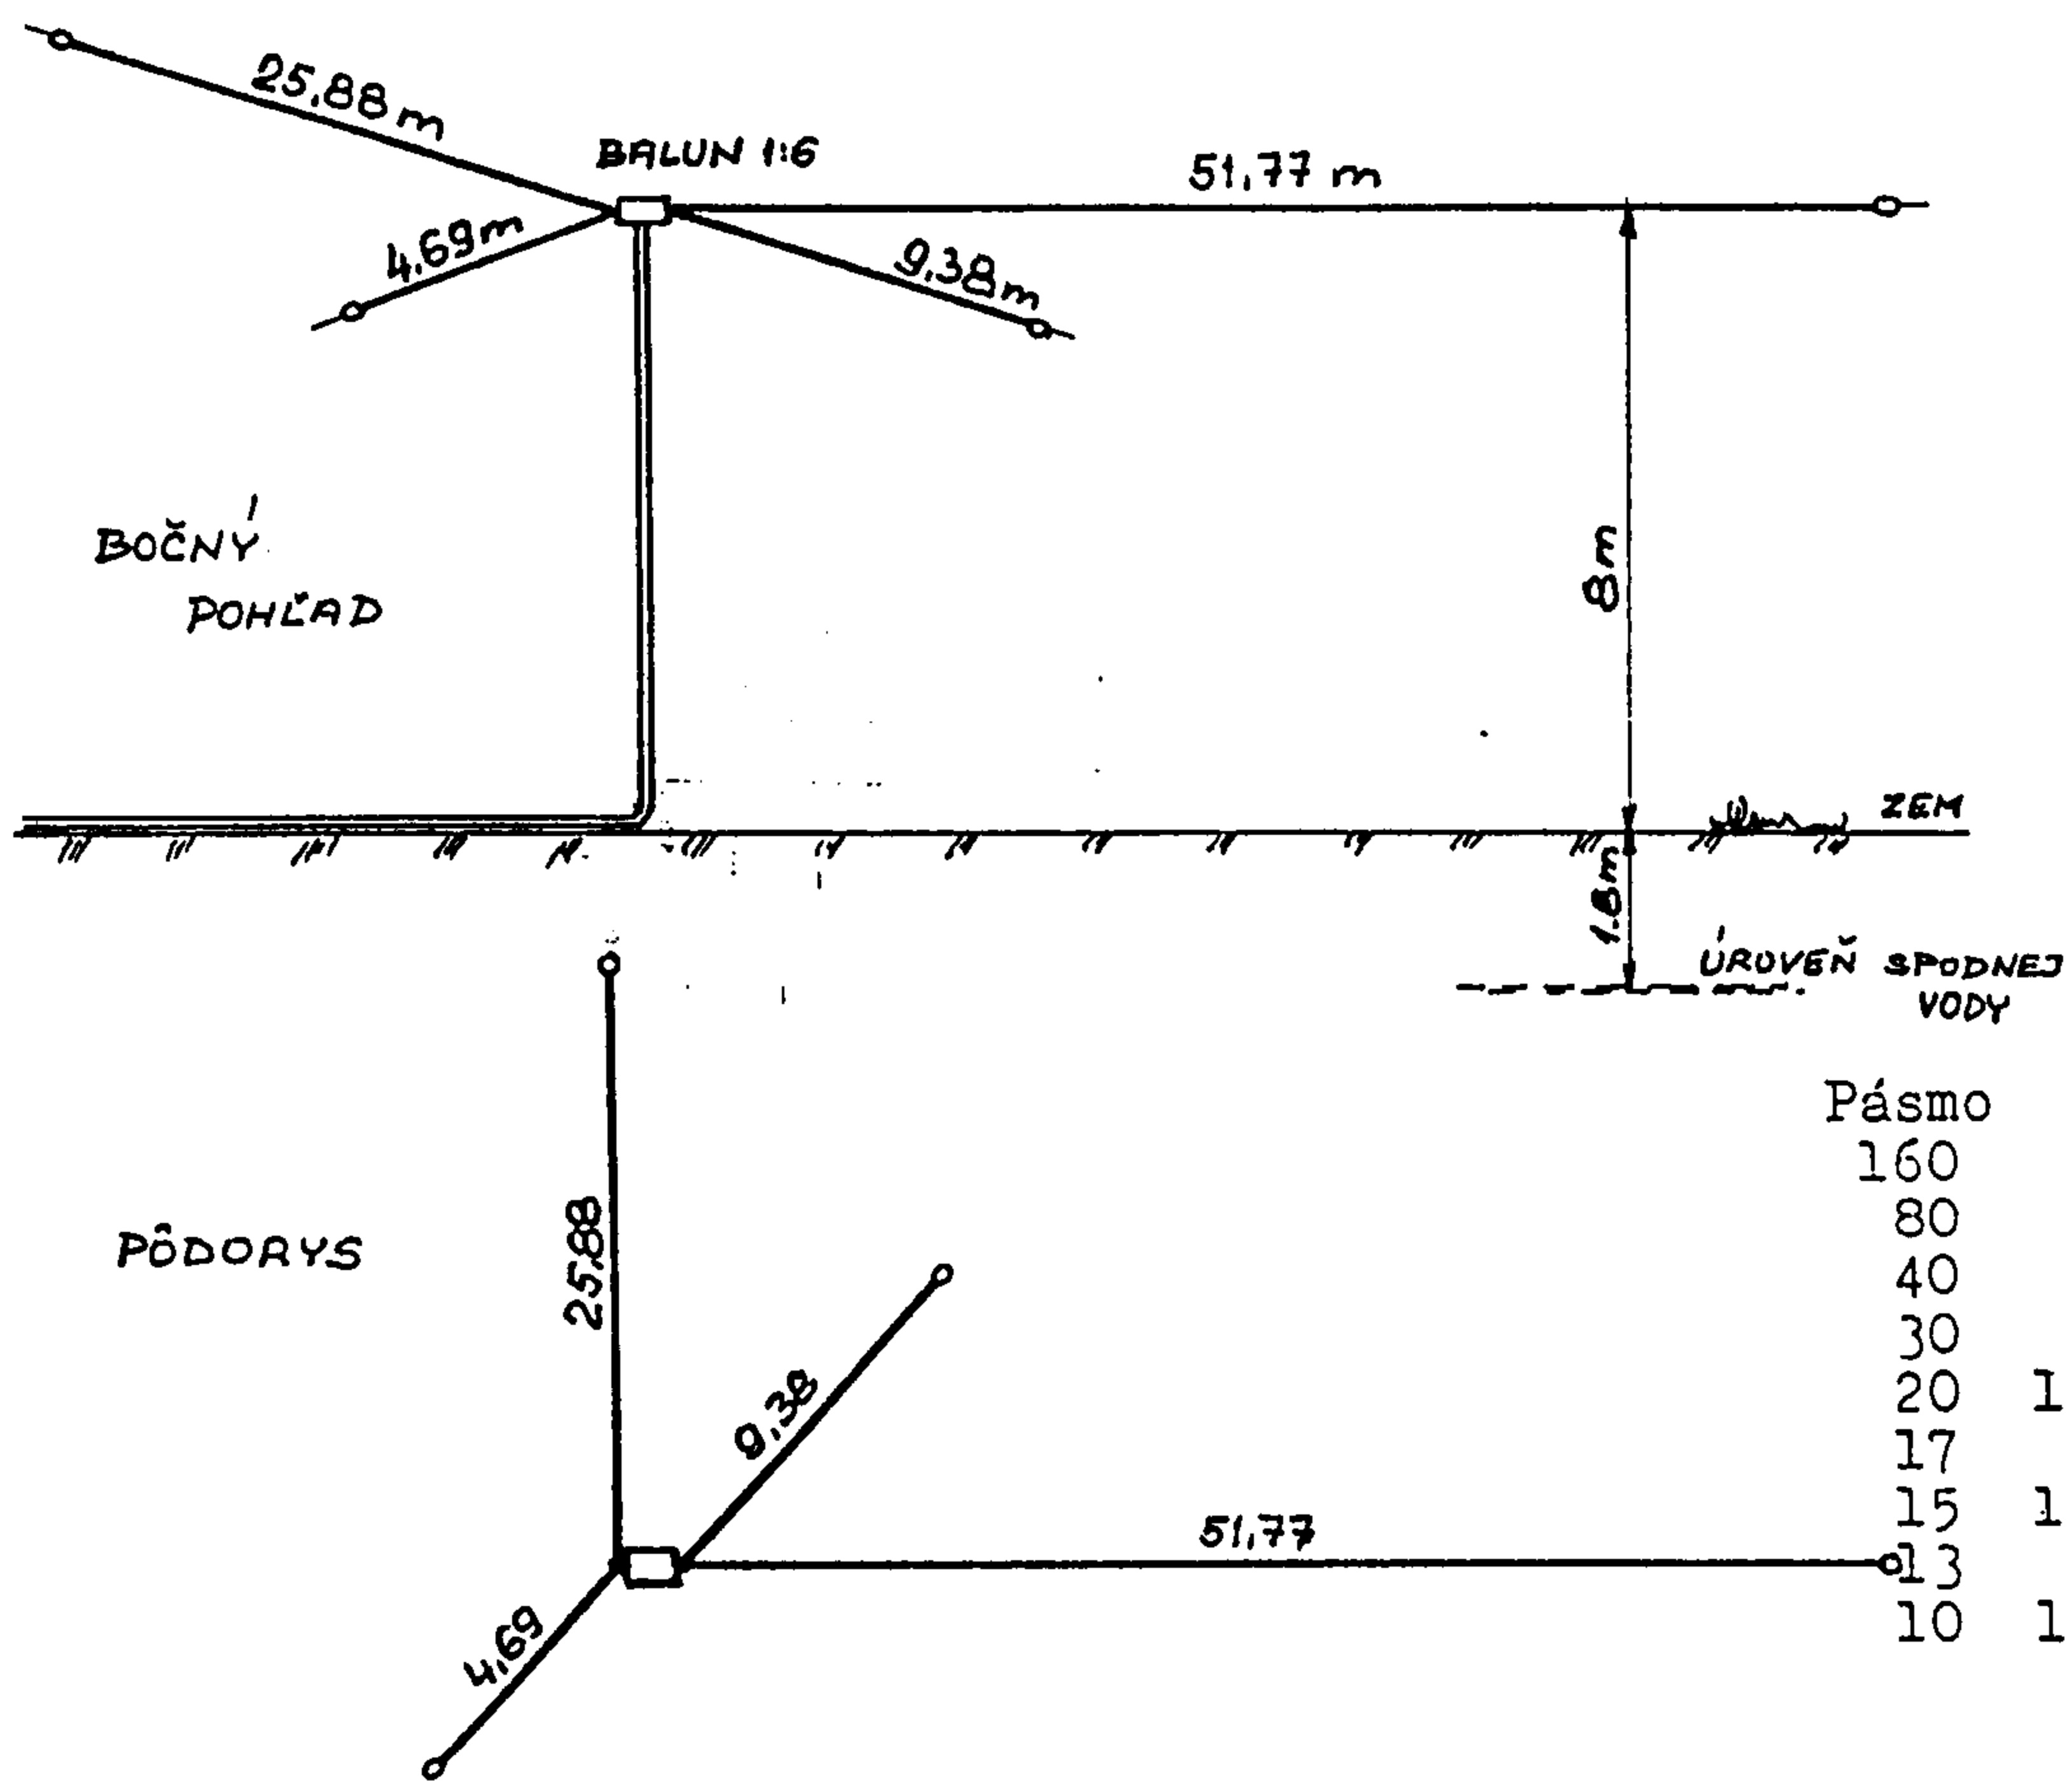 25,88 m
BALUN 1:6
51,77 m
4,69m
9,38m
BOČNÝ
POHĽAD
8m
ZEM
1.8m
ÚROVEŇ SPODNEJ
VODY
Pásmo
160
80
40
30
20 1
17
15 1
13
10 1
PÔDORYS
25,88
9,38
51,77
4,69